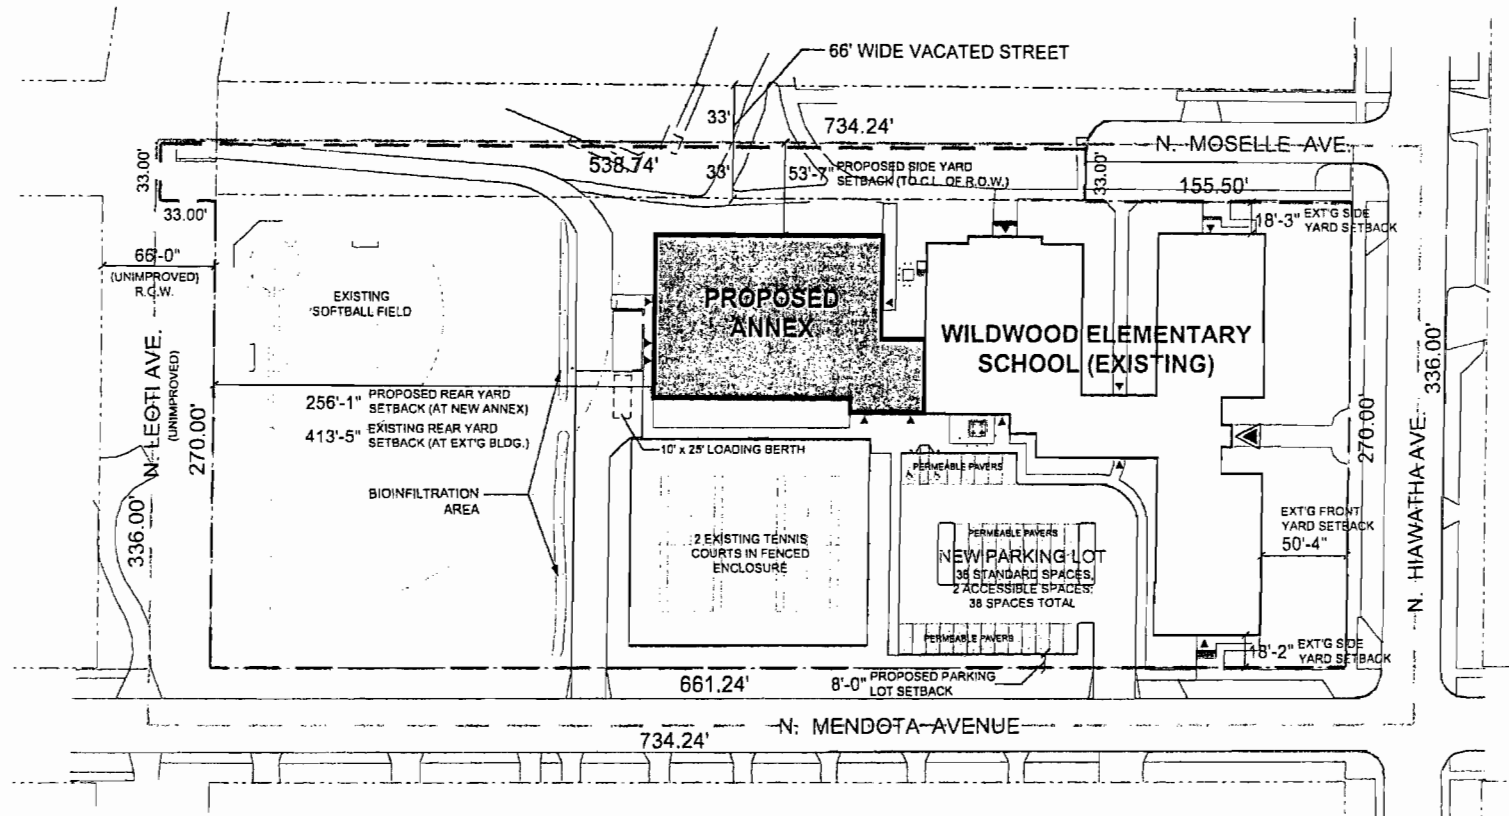 66' WIDE VACATED STREET
33'
734.24'
N. MOSELLE AVE.
33.00'
538.74'
33'
53'-7" PROPOSED SIDE YARD
SETBACK (TO C.L. OF R.O.W.)
33.00'
155.50'
33.00'
18'-3" EXT'G SIDE
YARD SETBACK
66'-0"
(UNIMPROVED)
R.O.W.
EXISTING
SOFTBALL FIELD
PROPOSED
ANNEX
WILDWOOD ELEMENTARY
SCHOOL (EXISTING)
N. LEOTI AVE.
(UNIMPROVED)
336.00'
256'-1" PROPOSED REAR YARD
SETBACK (AT NEW ANNEX)
413'-5" EXISTING REAR YARD
SETBACK (AT EXT'G BLDG.)
270.00'
270.00'
10' x 25' LOADING BERTH
PERMEABLE PAVERS
BIOINFILTRATION
AREA
336.00'
N. HIAWATHA AVE.
EXT'G FRONT
YARD SETBACK
50'-4"
2 EXISTING TENNIS
COURTS IN FENCED
ENCLOSURE
PERMEABLE PAVERS
NEW PARKING LOT
36 STANDARD SPACES,
2 ACCESSIBLE SPACES;
38 SPACES TOTAL
PERMEABLE PAVERS
18'-2" EXT'G SIDE
YARD SETBACK
661.24'
8'-0" PROPOSED PARKING
LOT SETBACK
N. MENDOTA AVENUE
734.24'